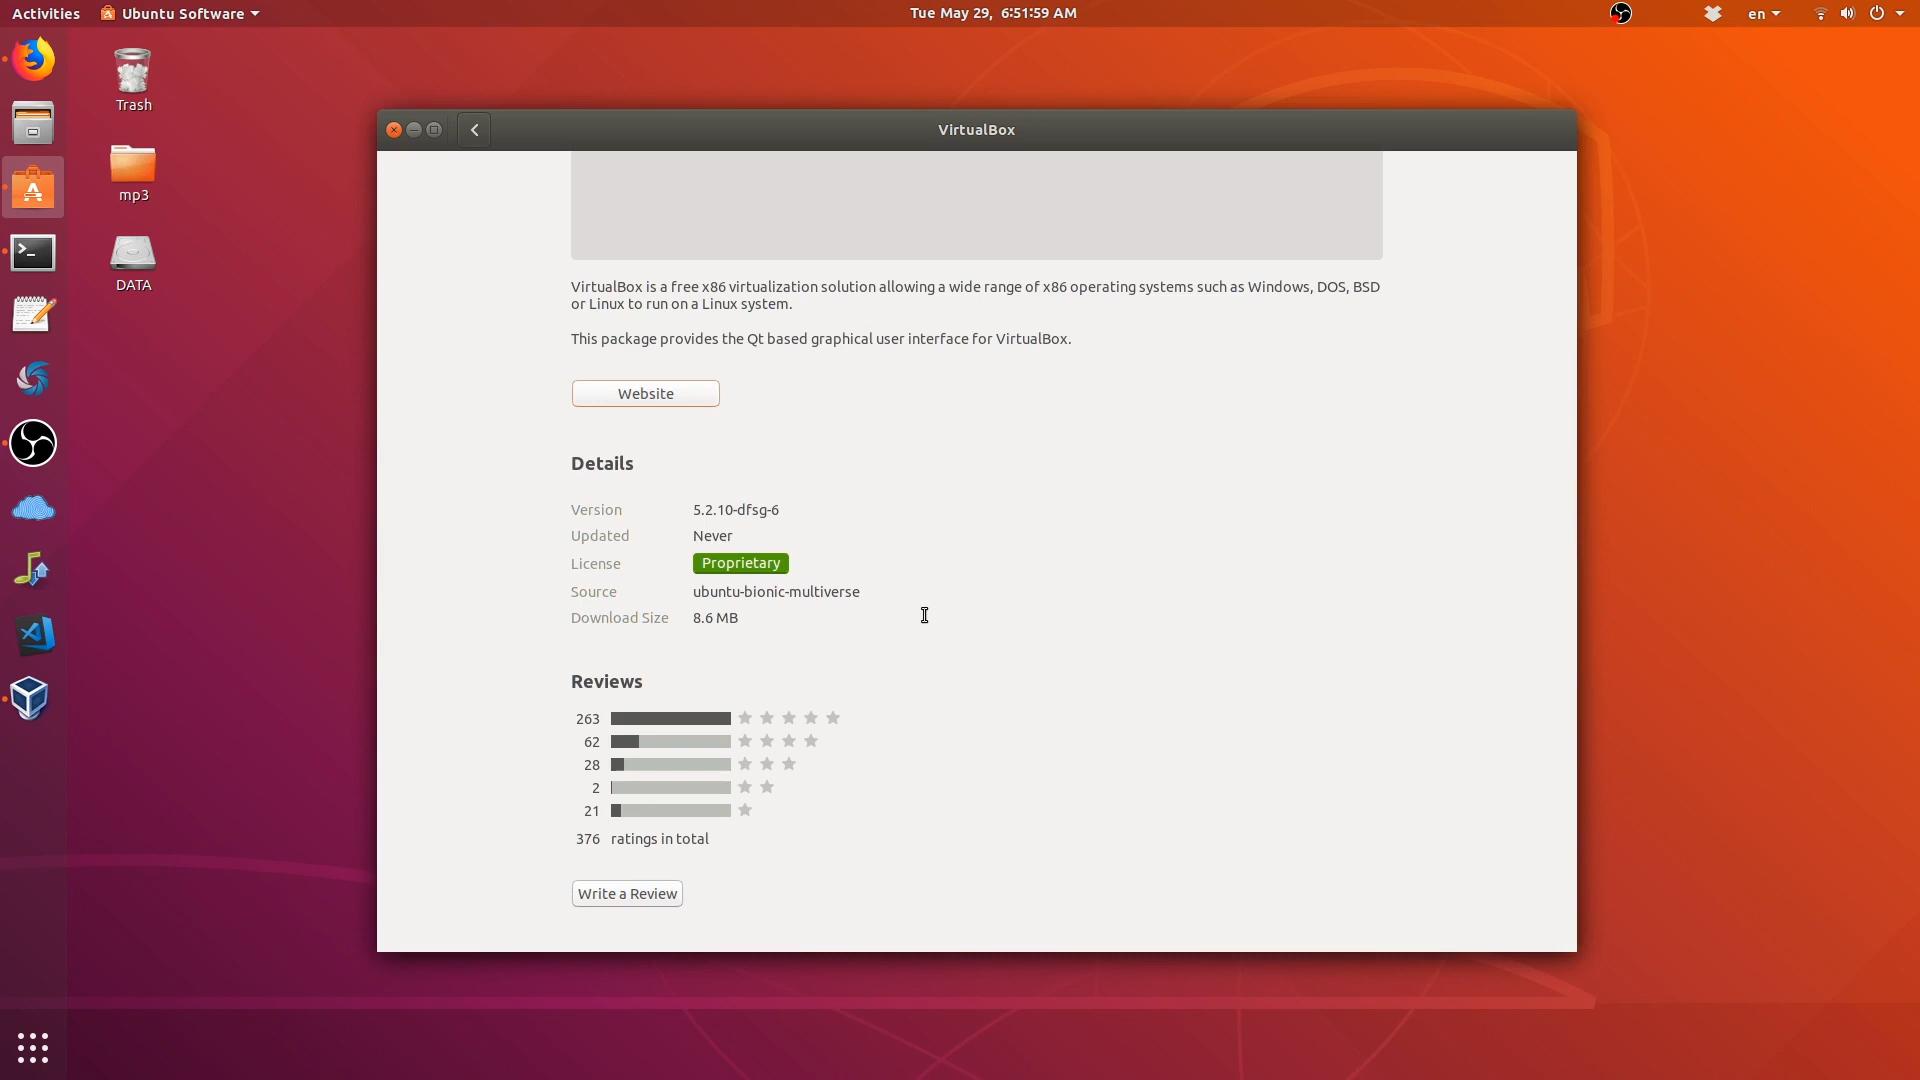 Activities
Ubuntu Software
Tue May 29, 6:51:59 AM
en
Trash
mp3
DATA
VirtualBox
VirtualBox is a free x86 virtualization solution allowing a wide range of x86 operating systems such as Windows, DOS, BSD
or Linux to run on a Linux system.
This package provides the Qt based graphical user interface for VirtualBox.
Website
Details
Version 5.2.10-dfsg-6
Updated Never
License Proprietary
Source ubuntu-bionic-multiverse
Download Size 8.6 MB
Reviews
263
62
28
2
21
376 ratings in total
Write a Review